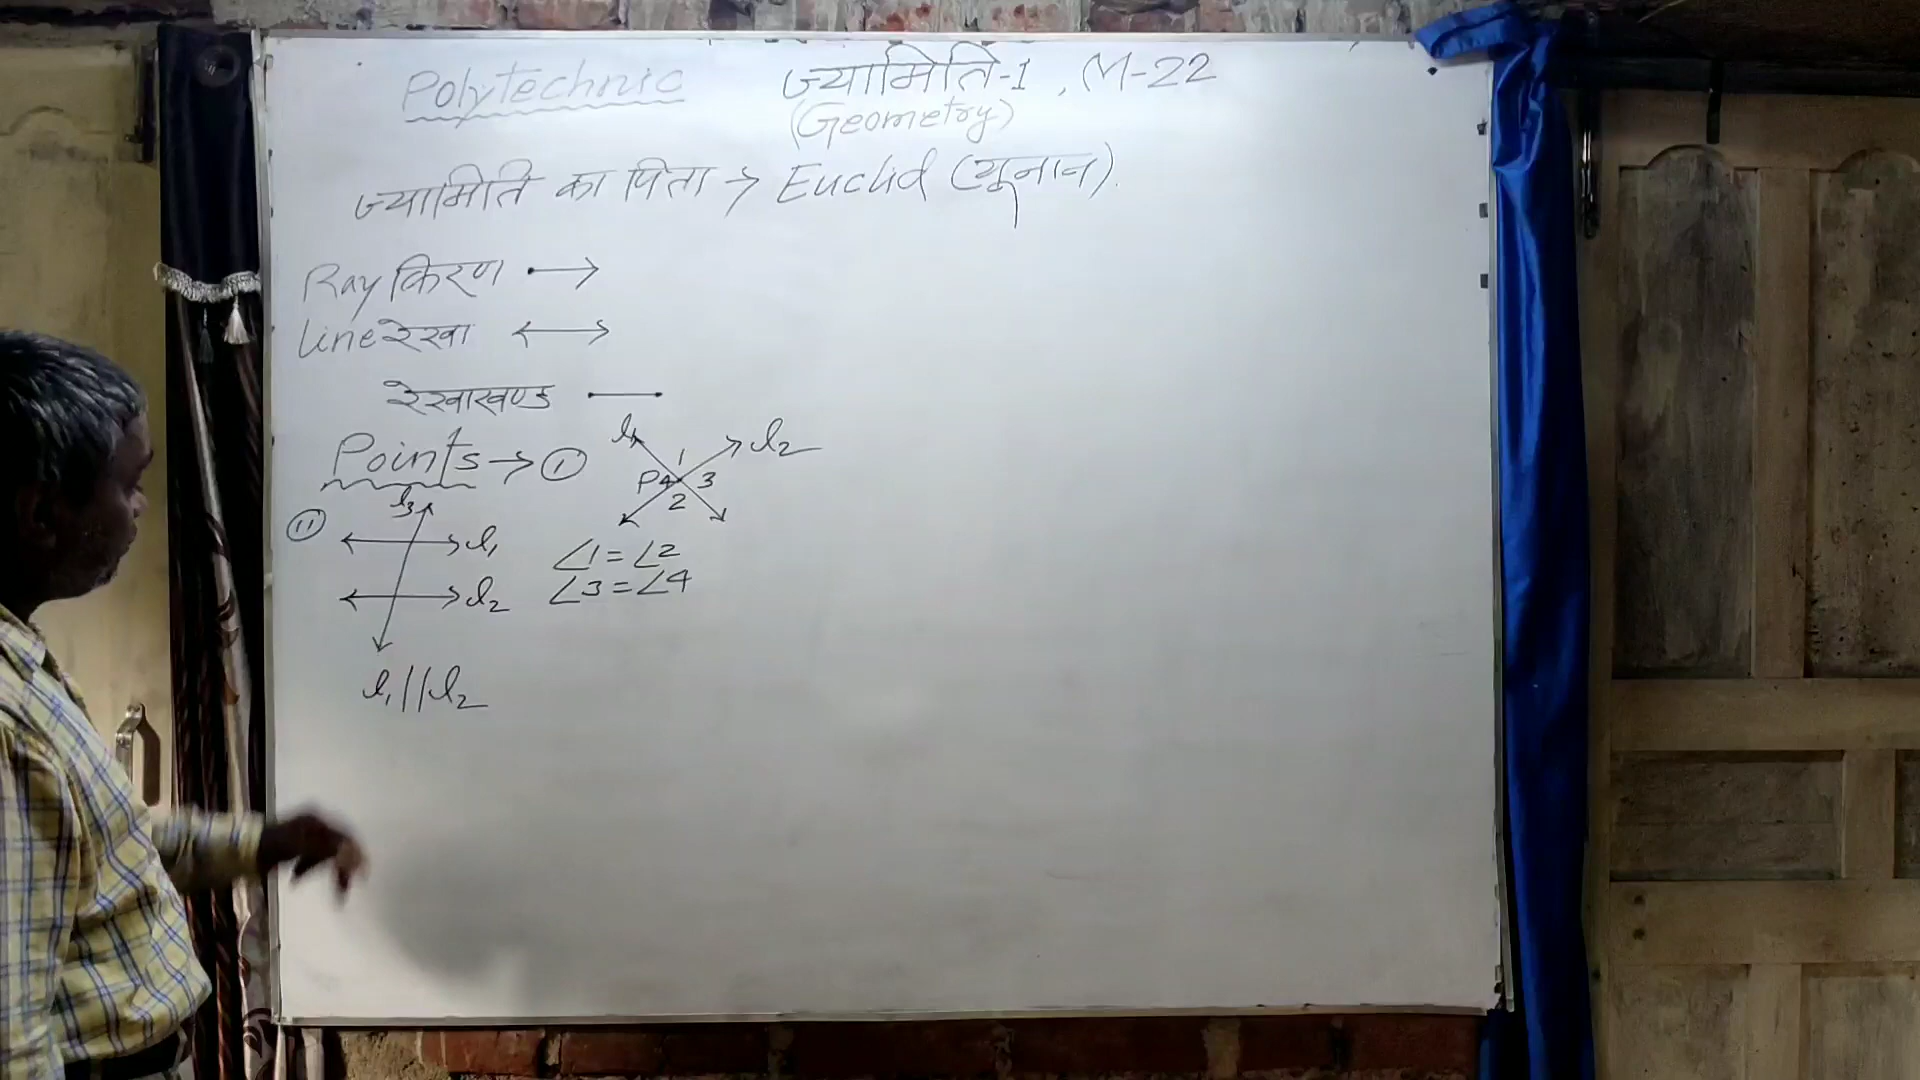 Polytechnic ज्यामिति-1, M-22
(Geometry)
ज्यामिति का पिता → Euclid (यूनान).
Ray किरण
Line रेखा
रेखाखण्ड
Points → (i)
l1 l2
1
P 4 3
2
(ii)
l3
l1
l2
∠1 = ∠2
∠3 = ∠4
l1 || l2